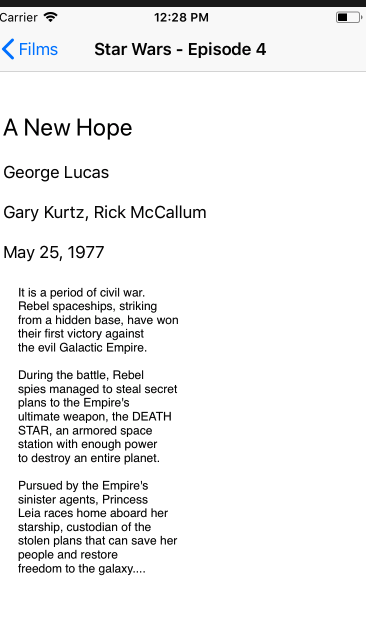 Carrier 12:28 PM
Films Star Wars - Episode 4
A New Hope
George Lucas
Gary Kurtz, Rick McCallum
May 25, 1977
It is a period of civil war.
Rebel spaceships, striking
from a hidden base, have won
their first victory against
the evil Galactic Empire.
During the battle, Rebel
spies managed to steal secret
plans to the Empire's
ultimate weapon, the DEATH
STAR, an armored space
station with enough power
to destroy an entire planet.
Pursued by the Empire's
sinister agents, Princess
Leia races home aboard her
starship, custodian of the
stolen plans that can save her
people and restore
freedom to the galaxy....